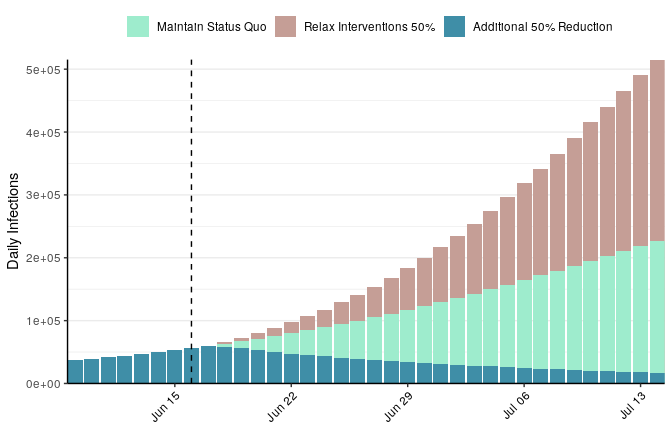 Maintain Status Quo Relax Interventions 50% Additional 50% Reduction
Daily Infections
5e+05
4e+05
3e+05
2e+05
1e+05
0e+00
Jun 15 Jun 22 Jun 29 Jul 06 Jul 13